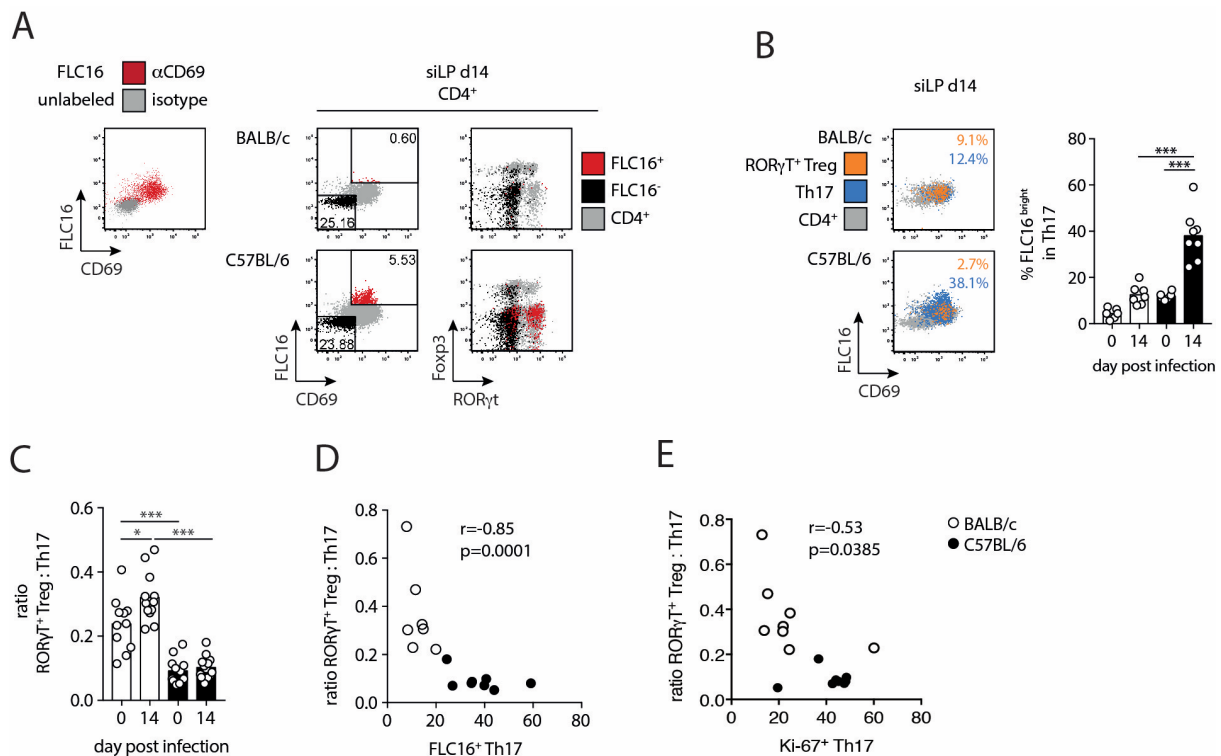 A
FLC16
αCD69
unlabeled
isotype
FLC16
CD69
siLP d14
CD4⁺
BALB/c
0.60
25.16
C57BL/6
5.53
23.88
FLC16
CD69
Foxp3
RORγt
FLC16⁺
FLC16⁻
CD4⁺
B
siLP d14
BALB/c
RORγT⁺ Treg
Th17
CD4⁺
9.1%
12.4%
C57BL/6
2.7%
38.1%
FLC16
CD69
% FLC16 bright
in Th17
80
60
40
20
0
***
***
0 14 0 14
day post infection
C
ratio
RORγT⁺ Treg : Th17
0.6
0.4
0.2
0.0
***
* ***
0 14 0 14
day post infection
D
ratio RORγT⁺ Treg : Th17
0.8
0.6
0.4
0.2
0.0
r=-0.85
p=0.0001
0 20 40 60 80
FLC16⁺ Th17
E
ratio RORγT⁺ Treg : Th17
0.8
0.6
0.4
0.2
0.0
r=-0.53
p=0.0385
0 20 40 60 80
Ki-67⁺ Th17
BALB/c
C57BL/6